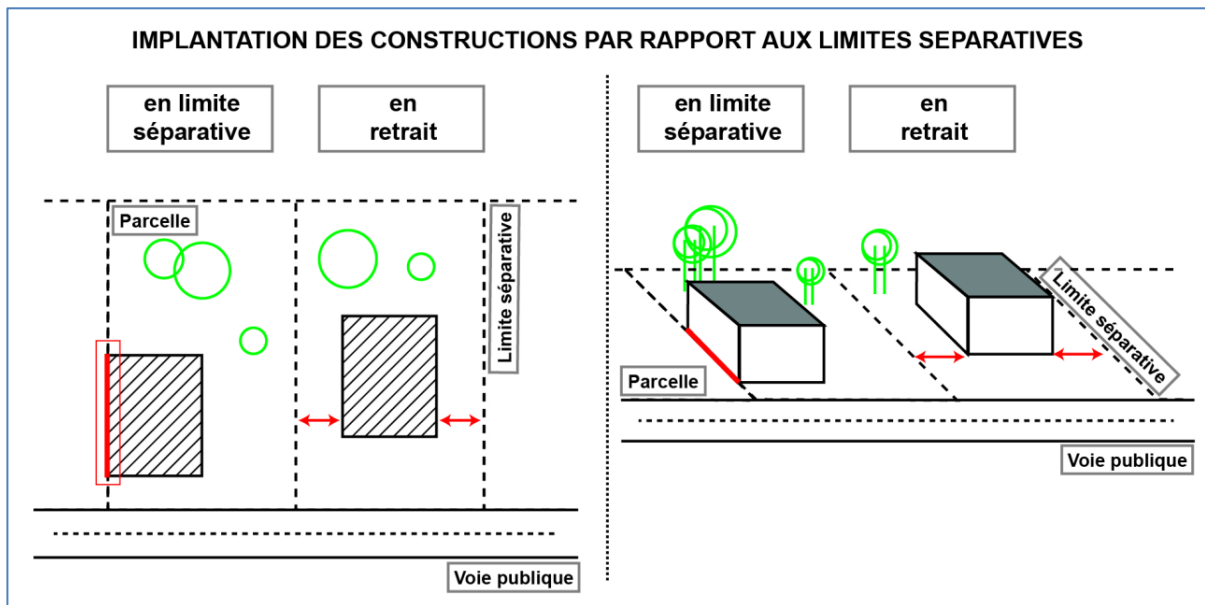 IMPLANTATION DES CONSTRUCTIONS PAR RAPPORT AUX LIMITES SEPARATIVES
en limite
séparative
en
retrait
Parcelle
Limite séparative
Voie publique
en limite
séparative
en
retrait
Limite séparative
Parcelle
Voie publique